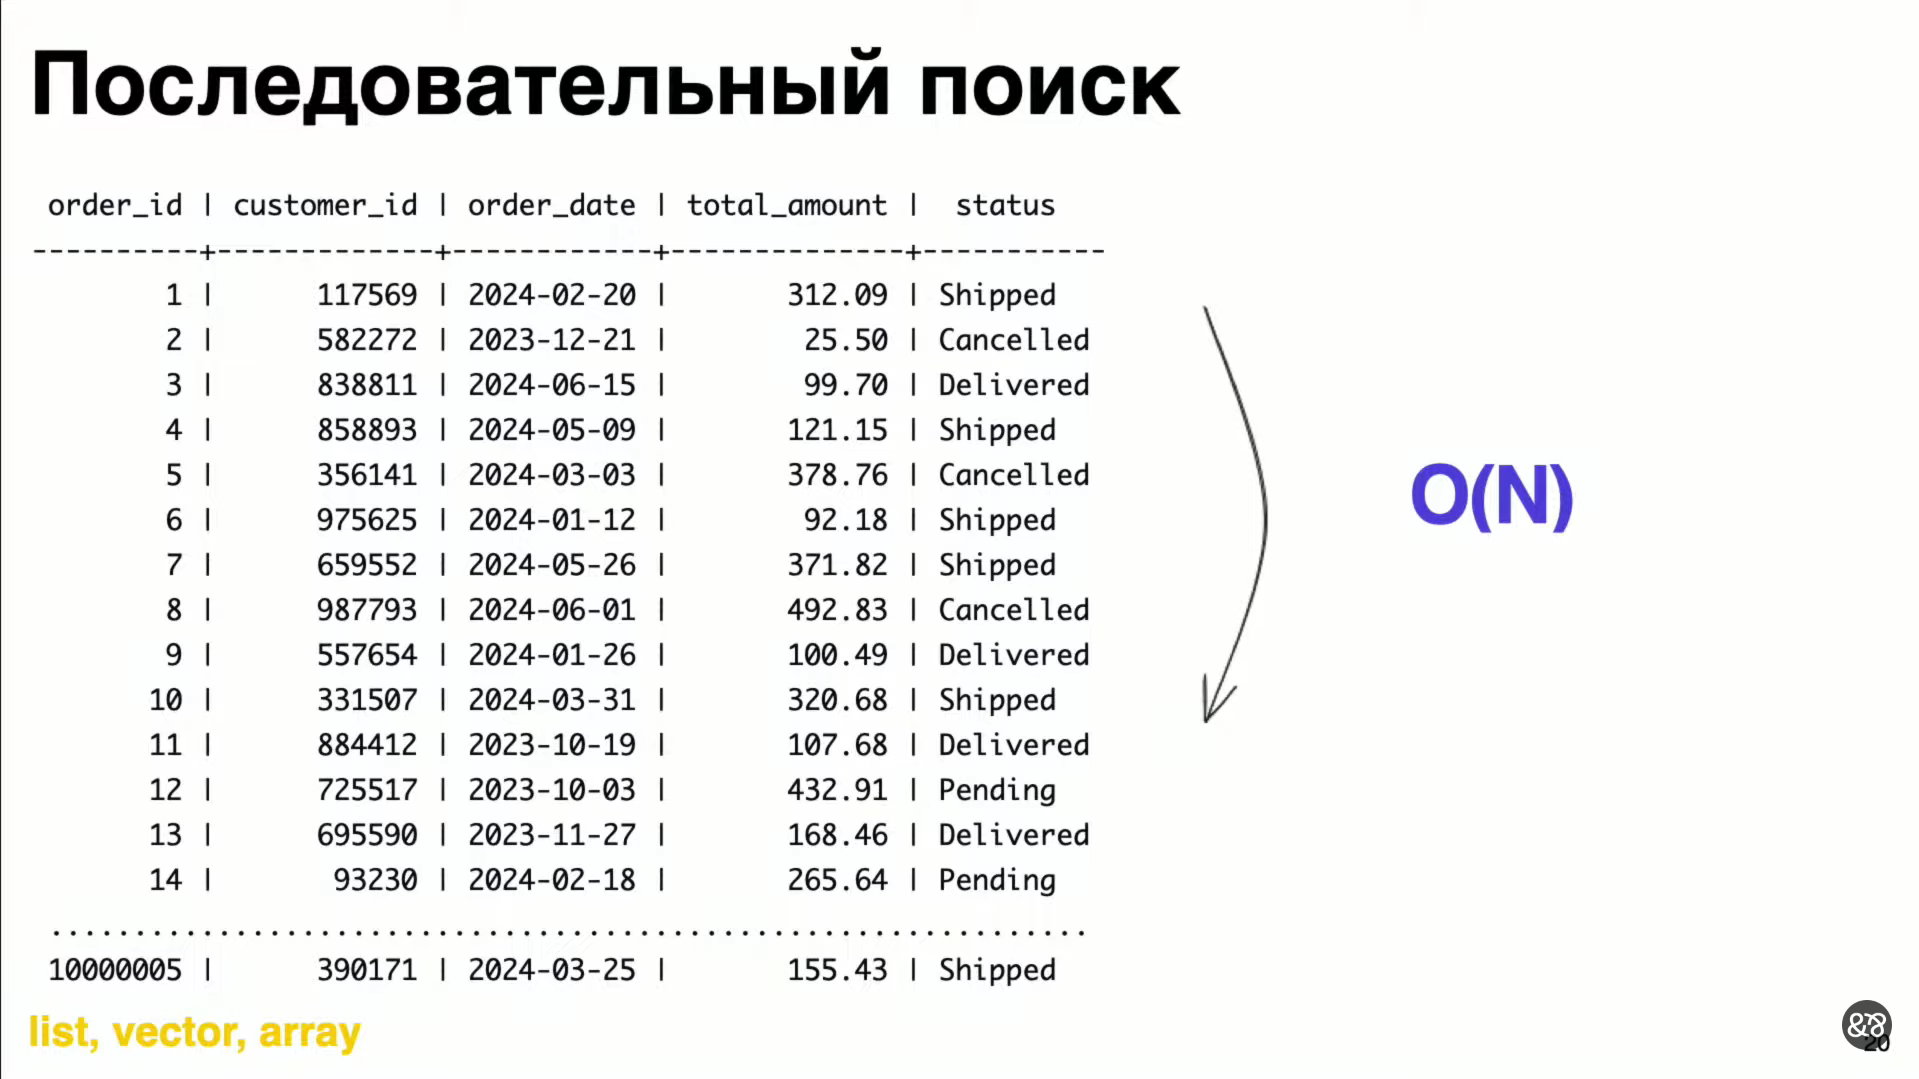 Последовательный поиск
order_id | customer_id | order_date | total_amount | status
----------+-------------+------------+--------------+-----------
1 | 117569 | 2024-02-20 | 312.09 | Shipped
2 | 582272 | 2023-12-21 | 25.50 | Cancelled
3 | 838811 | 2024-06-15 | 99.70 | Delivered
4 | 858893 | 2024-05-09 | 121.15 | Shipped
5 | 356141 | 2024-03-03 | 378.76 | Cancelled
6 | 975625 | 2024-01-12 | 92.18 | Shipped
7 | 659552 | 2024-05-26 | 371.82 | Shipped
8 | 987793 | 2024-06-01 | 492.83 | Cancelled
9 | 557654 | 2024-01-26 | 100.49 | Delivered
10 | 331507 | 2024-03-31 | 320.68 | Shipped
11 | 884412 | 2023-10-19 | 107.68 | Delivered
12 | 725517 | 2023-10-03 | 432.91 | Pending
13 | 695590 | 2023-11-27 | 168.46 | Delivered
14 | 93230 | 2024-02-18 | 265.64 | Pending
..............................................................
10000005 | 390171 | 2024-03-25 | 155.43 | Shipped
O(N)
list, vector, array
20